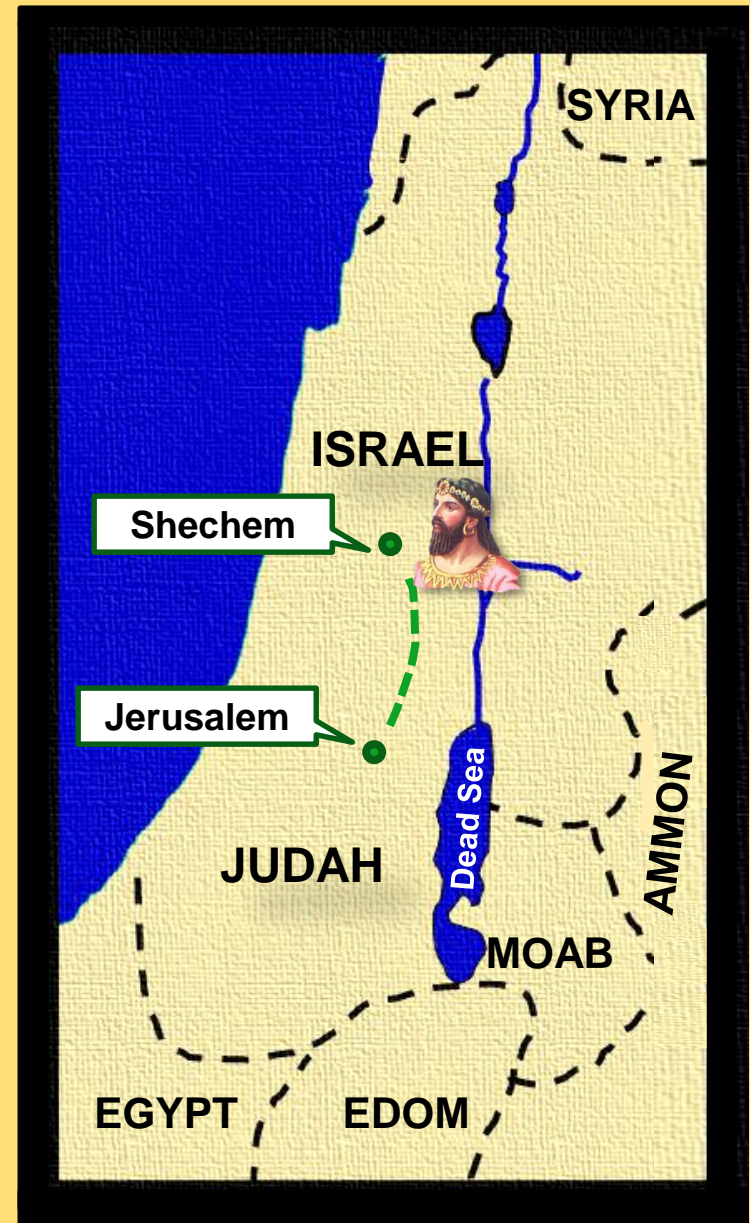 SYRIA
ISRAEL
Shechem
Jerusalem
Dead Sea
AMMON
JUDAH
MOAB
EGYPT
EDOM